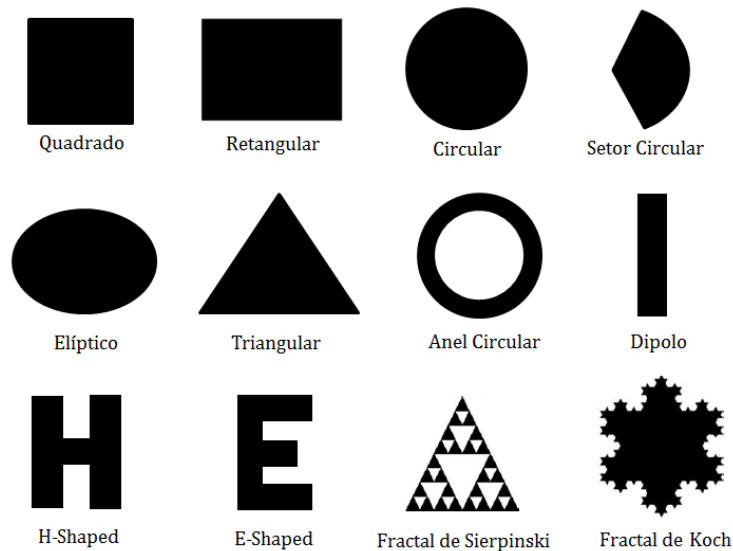 Quadrado
Retangular
Circular
Setor Circular
Elíptico
Triangular
Anel Circular
Dipolo
H-Shaped
E-Shaped
Fractal de Sierpinski
Fractal de Koch